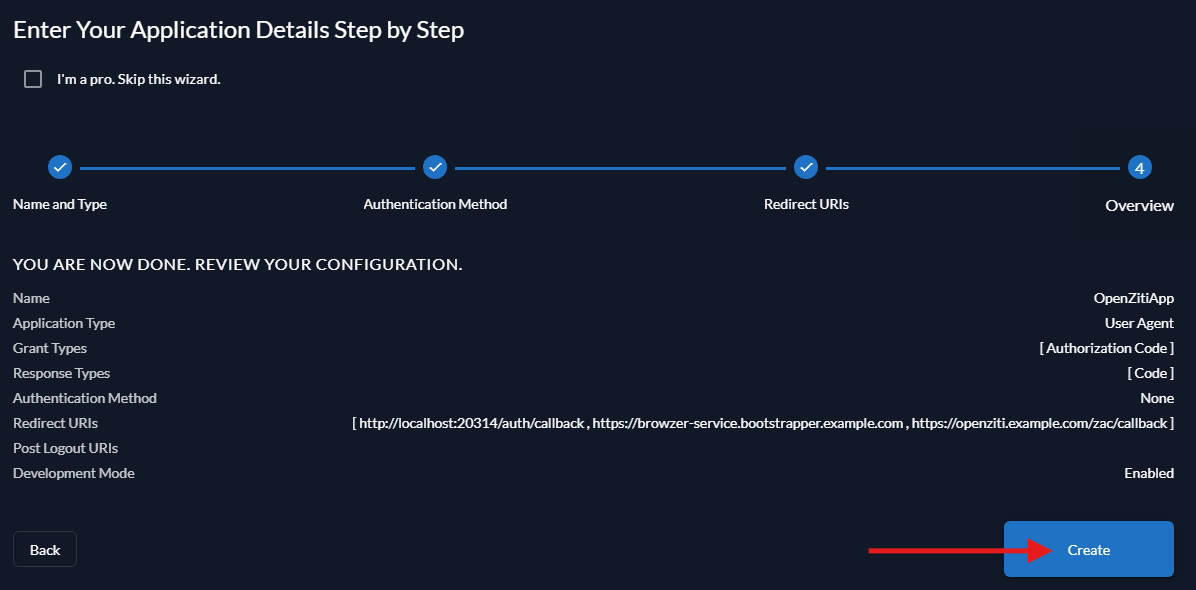 Enter Your Application Details Step by Step
I'm a pro. Skip this wizard.
4
Name and Type Authentication Method Redirect URIs Overview
YOU ARE NOW DONE. REVIEW YOUR CONFIGURATION.
Name OpenZitiApp
Application Type User Agent
Grant Types [ Authorization Code ]
Response Types [ Code ]
Authentication Method None
Redirect URIs [ http://localhost:20314/auth/callback , https://browzer-service.bootstrapper.example.com , https://openziti.example.com/zac/callback ]
Post Logout URIs
Development Mode Enabled
Back Create